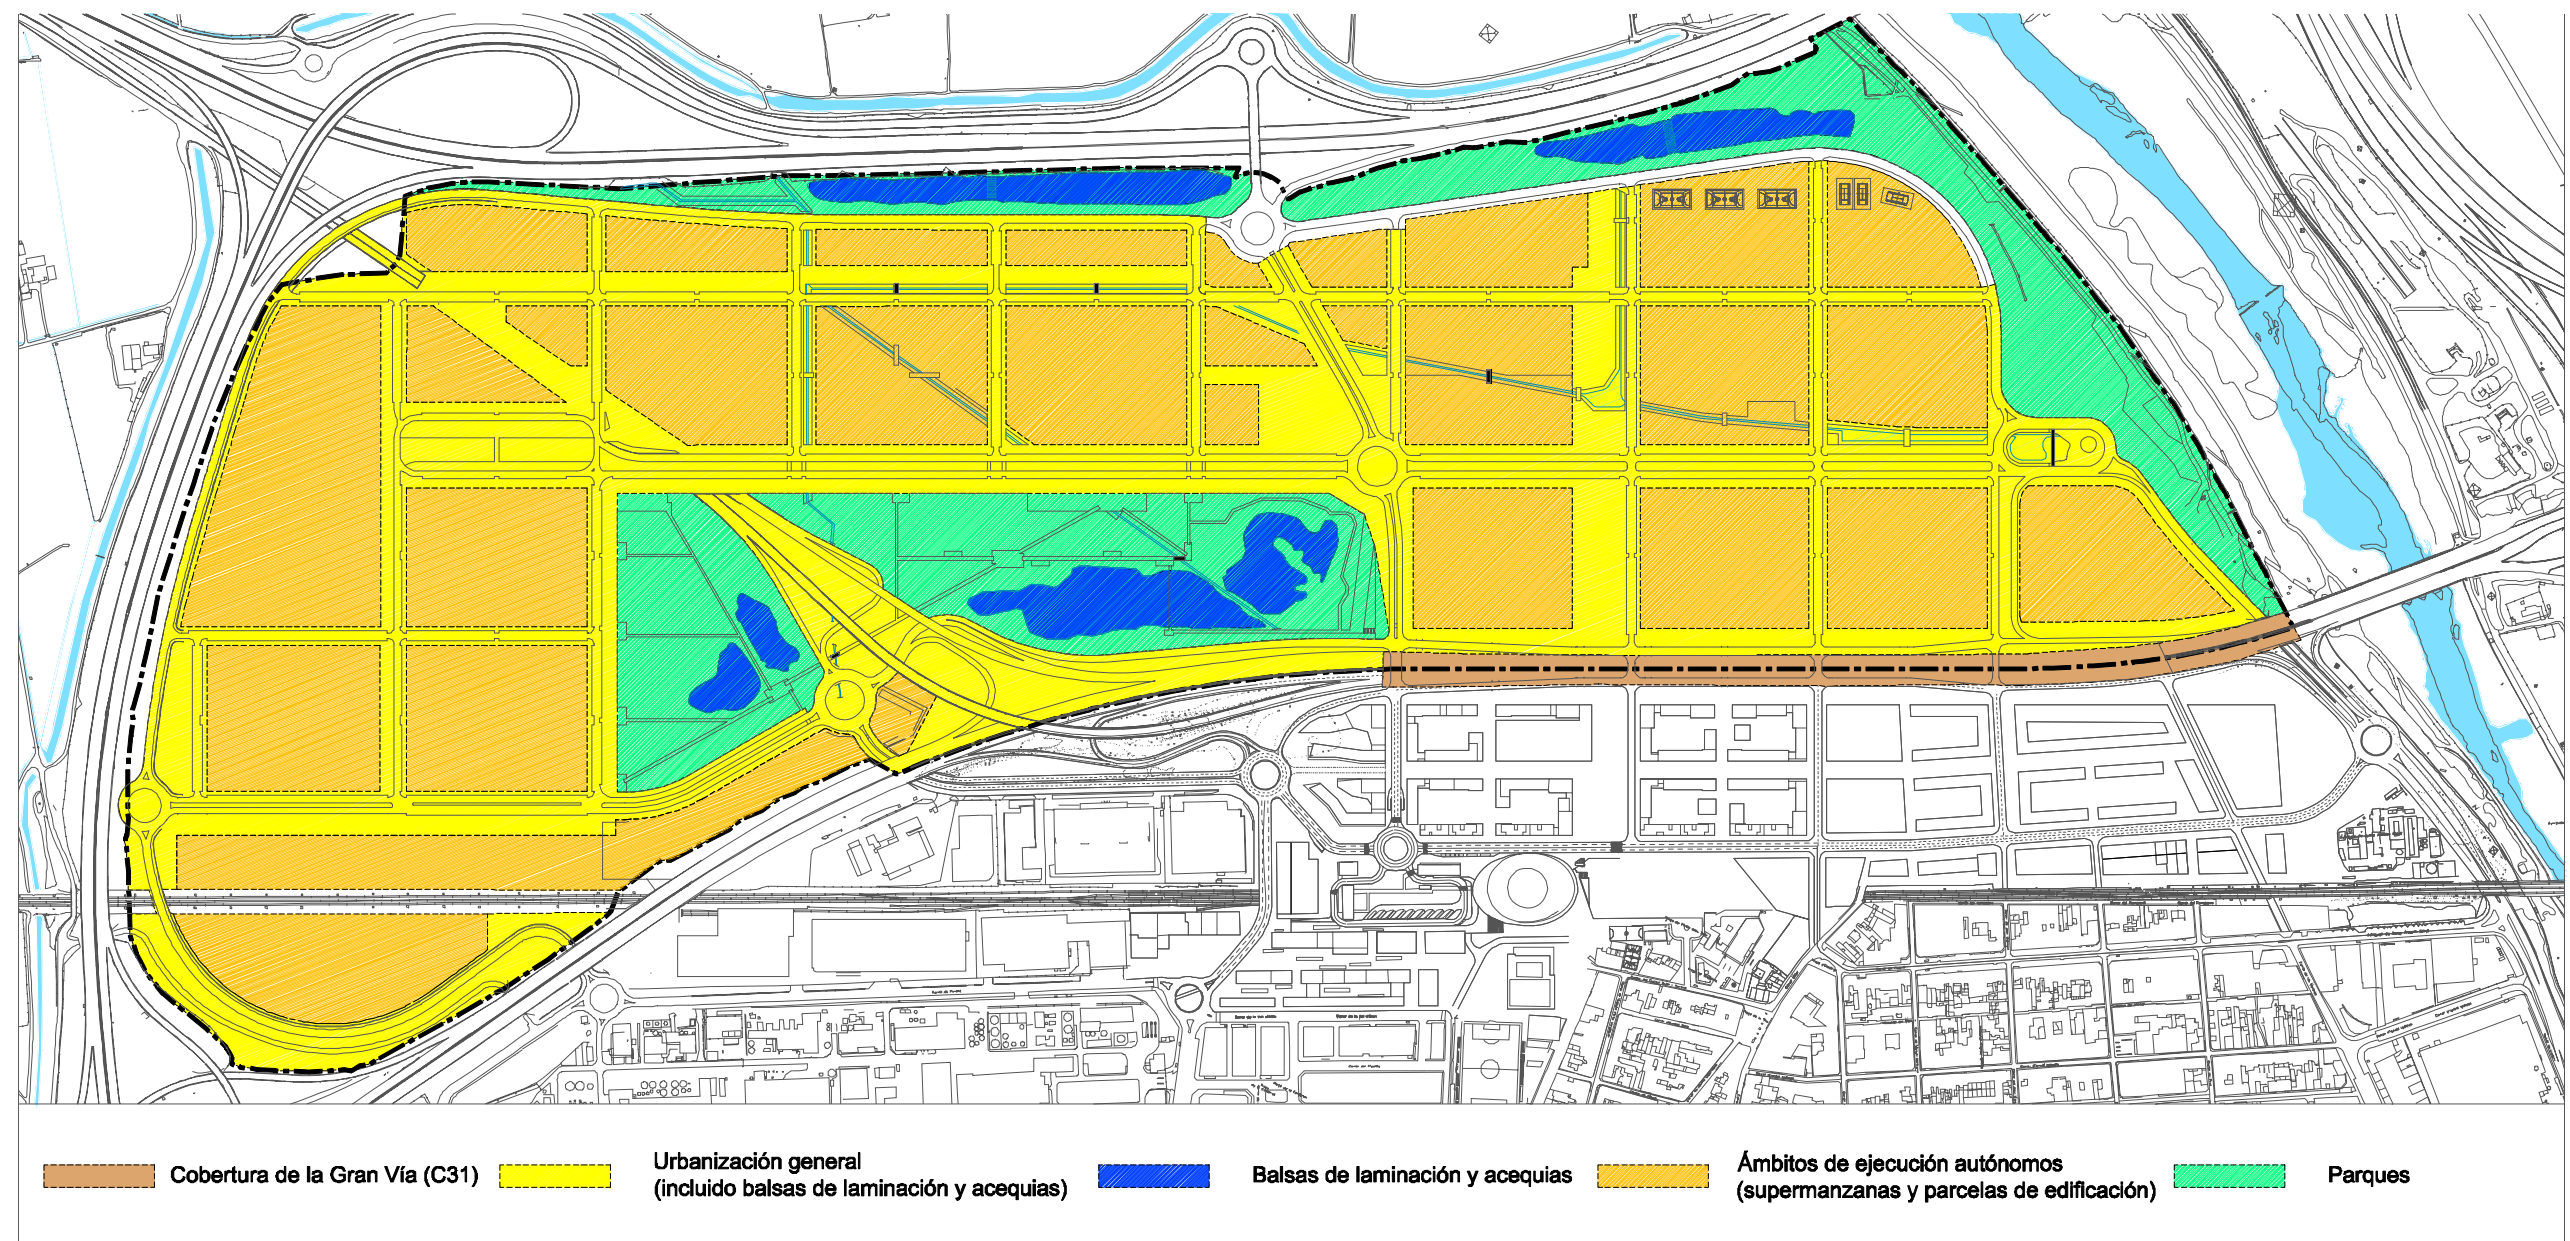 Cobertura de la Gran Vía (C31)
Urbanización general
(incluido balsas de laminación y acequias)
Balsas de laminación y acequias
Ámbitos de ejecución autónomos
(supermanzanas y parcelas de edificación)
Parques